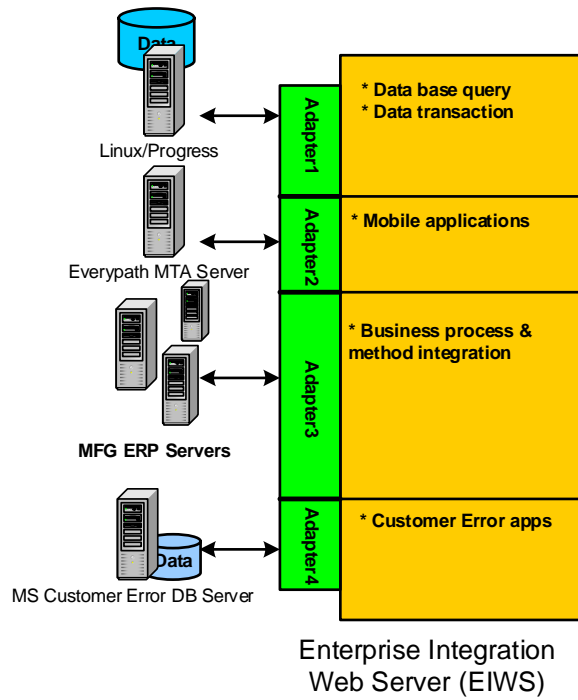 Data
Linux/Progress
Adapter1
* Data base query
* Data transaction
Everypath MTA Server
Adapter2
* Mobile applications
MFG ERP Servers
Adapter3
* Business process &
method integration
Data
MS Customer Error DB Server
Adapter4
* Customer Error apps
Enterprise Integration
Web Server (EIWS)